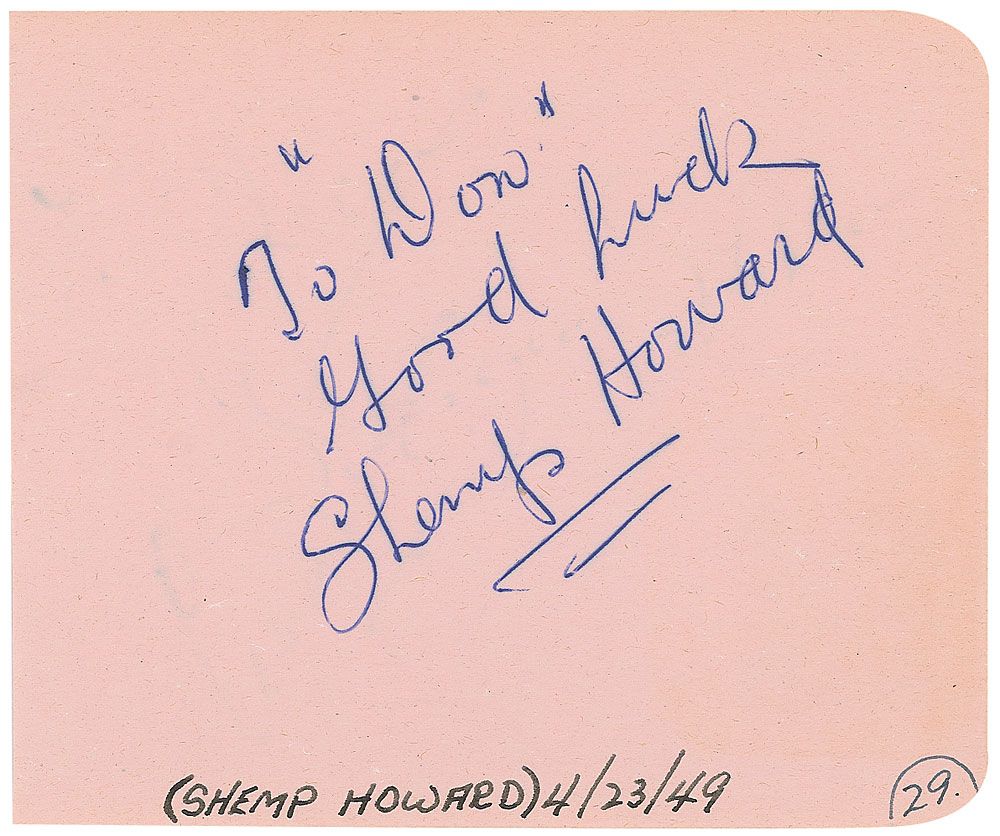 To "Don"
Good Luck
Shemp Howard
(SHEMP HOWARD) 4/23/49
29.